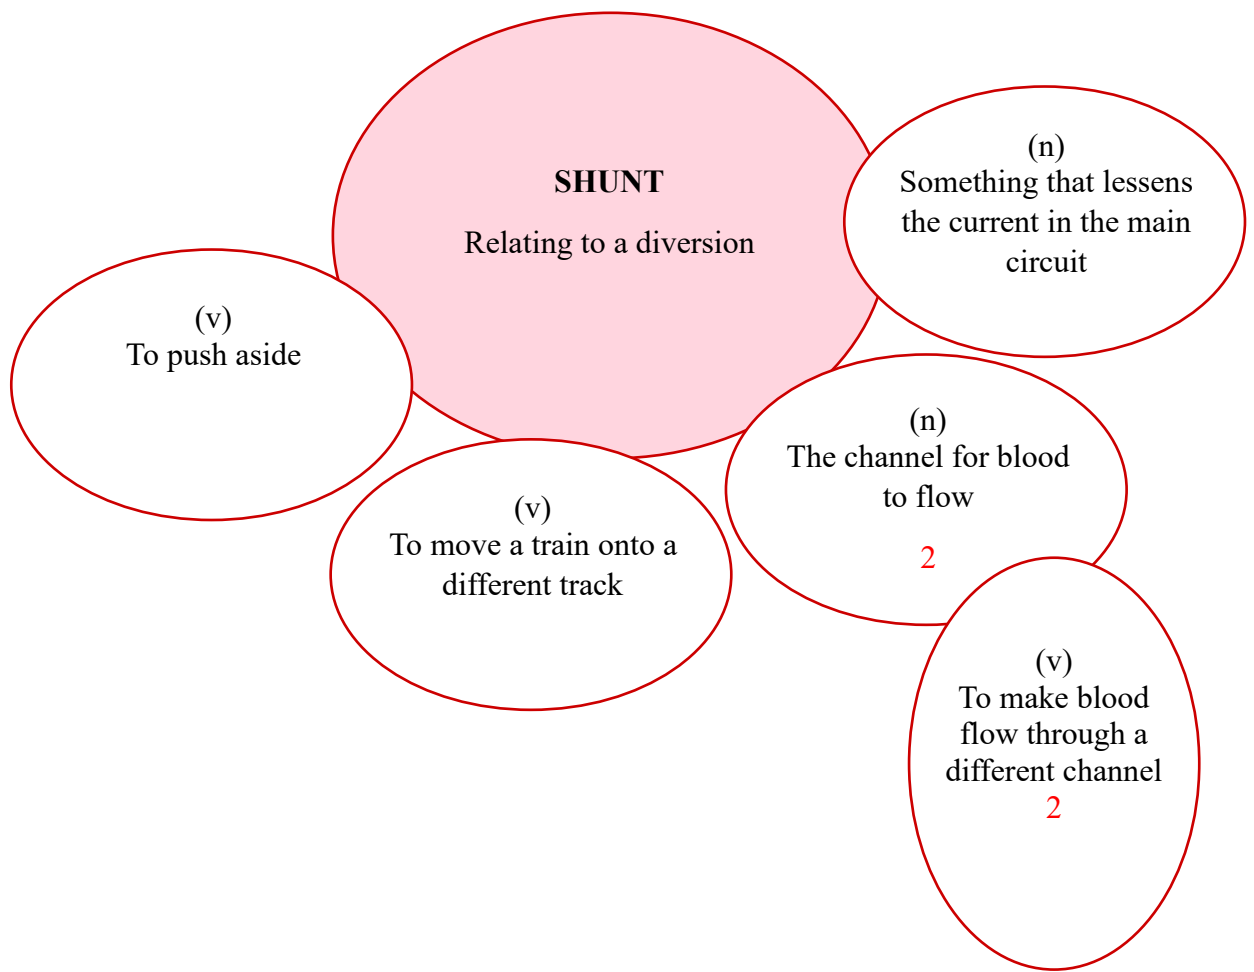 SHUNT
Relating to a diversion
(n)
Something that lessens
the current in the main
circuit
(v)
To push aside
(n)
The channel for blood
to flow
2
(v)
To move a train onto a
different track
(v)
To make blood
flow through a
different channel
2